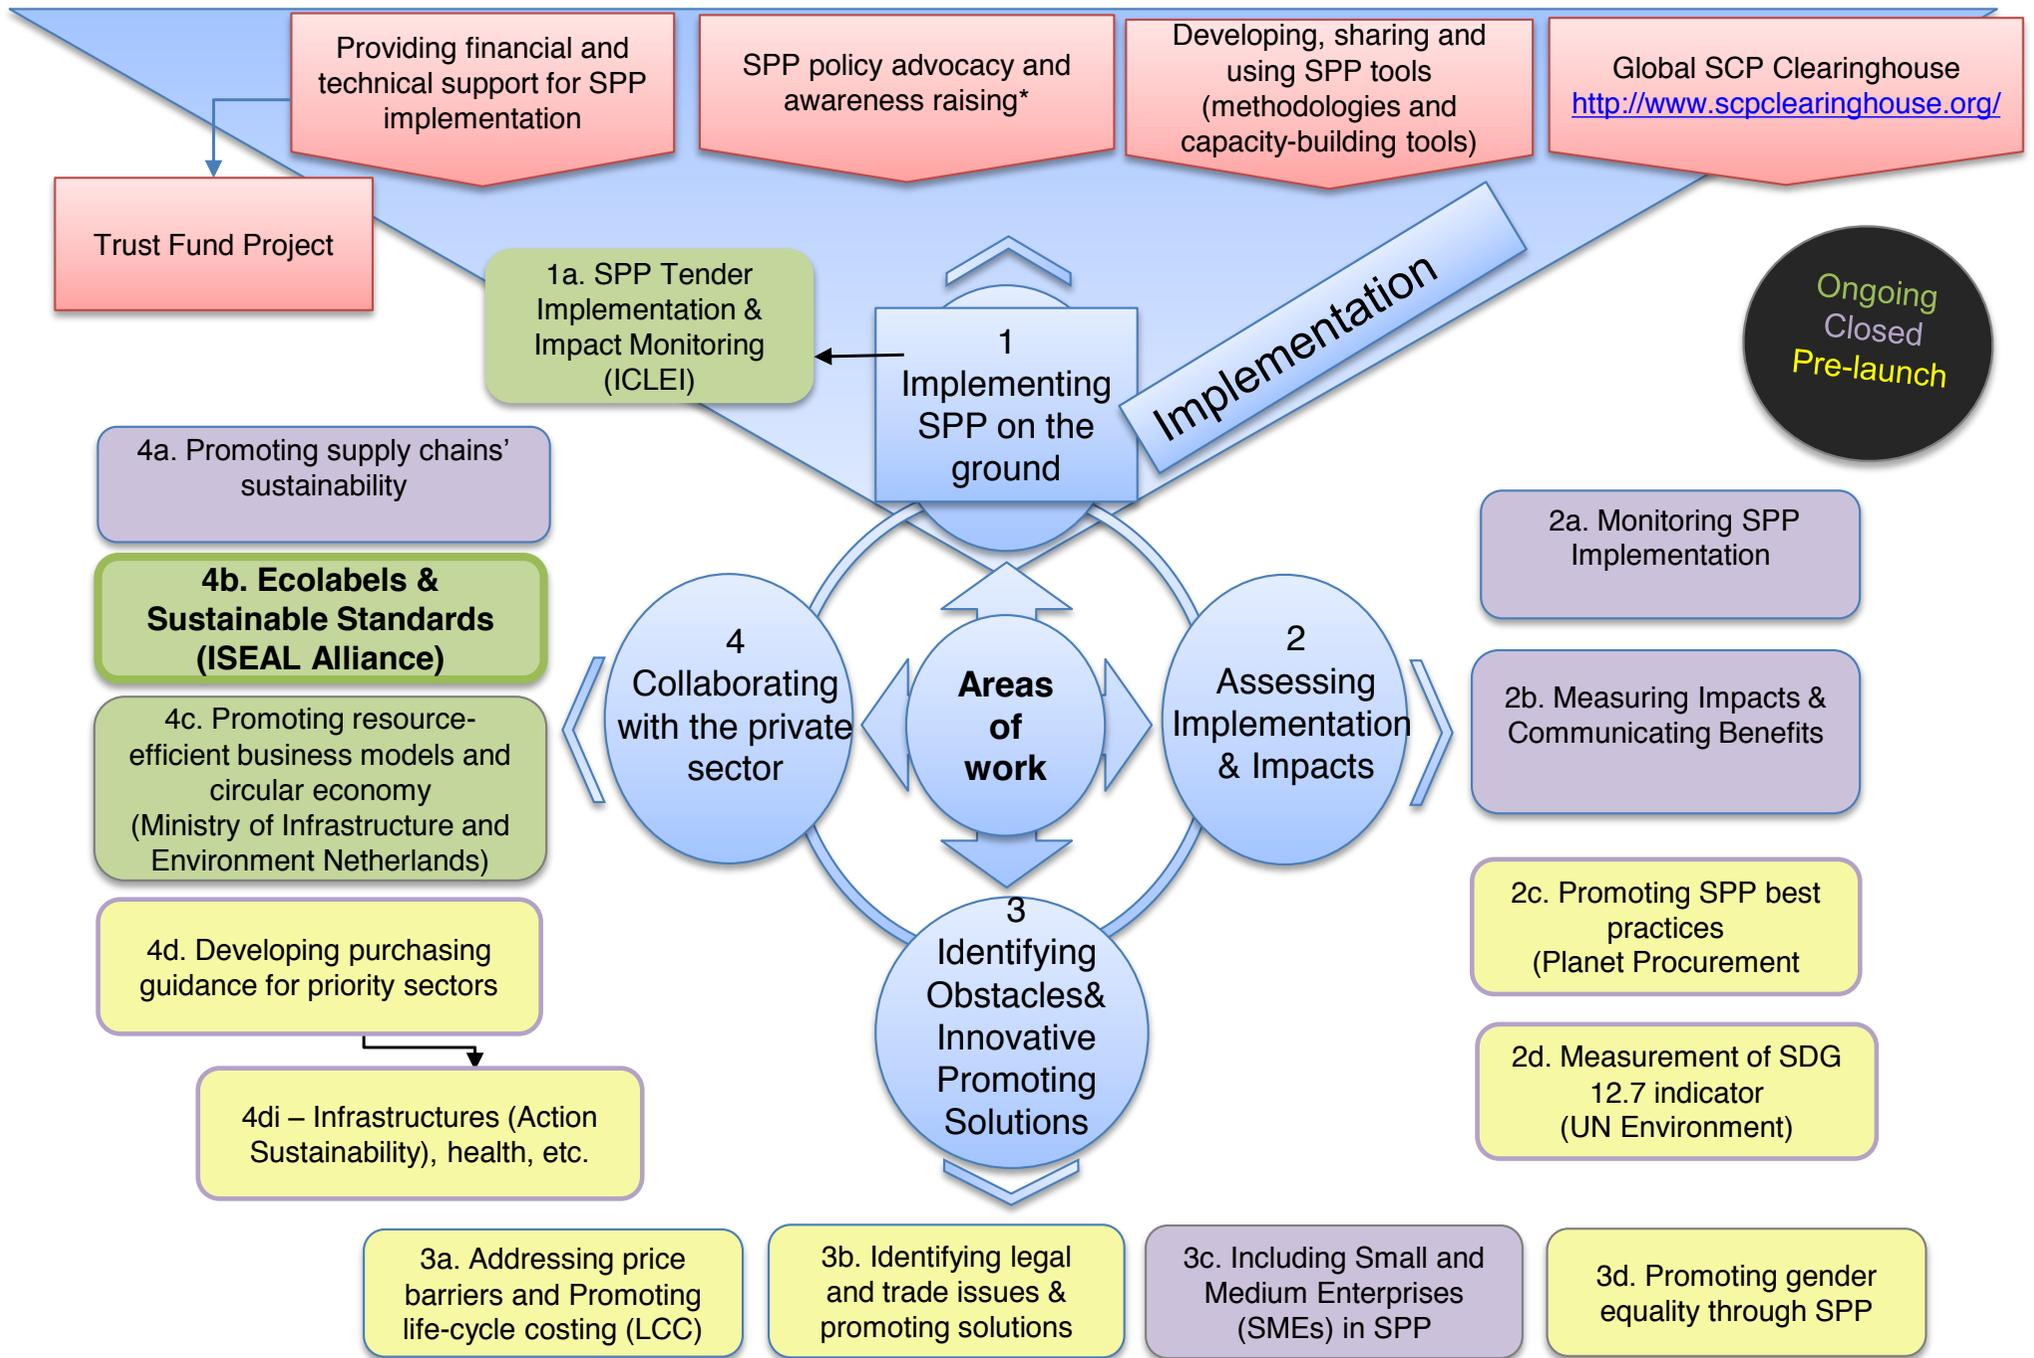 Providing financial and
technical support for SPP
implementation
SPP policy advocacy and
awareness raising*
Developing, sharing and
using SPP tools
(methodologies and
capacity-building tools)
Global SCP Clearinghouse
http://www.scpclearinghouse.org/
Trust Fund Project
1a. SPP Tender
Implementation &
Impact Monitoring
(ICLEI)
1
Implementing
SPP on the
ground
Implementation
Ongoing
Closed
Pre-launch
4a. Promoting supply chains’
sustainability
4b. Ecolabels &
Sustainable Standards
(ISEAL Alliance)
4c. Promoting resource-
efficient business models and
circular economy
(Ministry of Infrastructure and
Environment Netherlands)
4d. Developing purchasing
guidance for priority sectors
4di – Infrastructures (Action
Sustainability), health, etc.
4
Collaborating
with the private
sector
Areas
of
work
2
Assessing
Implementation
& Impacts
3
Identifying
Obstacles&
Innovative
Promoting
Solutions
2a. Monitoring SPP
Implementation
2b. Measuring Impacts &
Communicating Benefits
2c. Promoting SPP best
practices
(Planet Procurement
2d. Measurement of SDG
12.7 indicator
(UN Environment)
3a. Addressing price
barriers and Promoting
life-cycle costing (LCC)
3b. Identifying legal
and trade issues &
promoting solutions
3c. Including Small and
Medium Enterprises
(SMEs) in SPP
3d. Promoting gender
equality through SPP